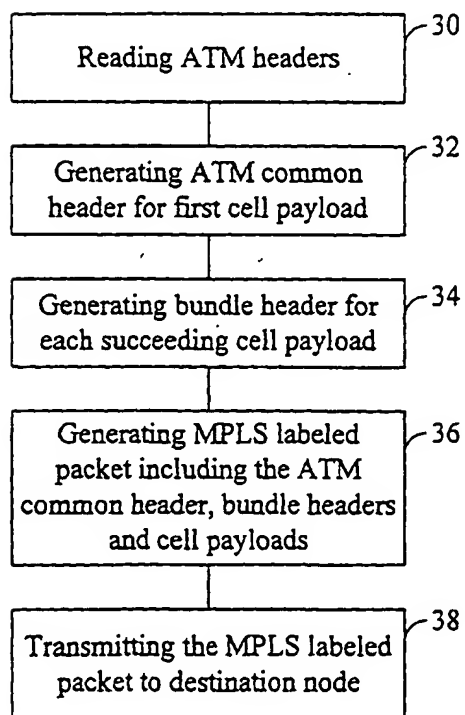 30
Reading ATM headers
32
Generating ATM common
header for first cell payload
34
Generating bundle header for
each succeeding cell payload
36
Generating MPLS labeled
packet including the ATM
common header, bundle headers
and cell payloads
38
Transmitting the MPLS labeled
packet to destination node